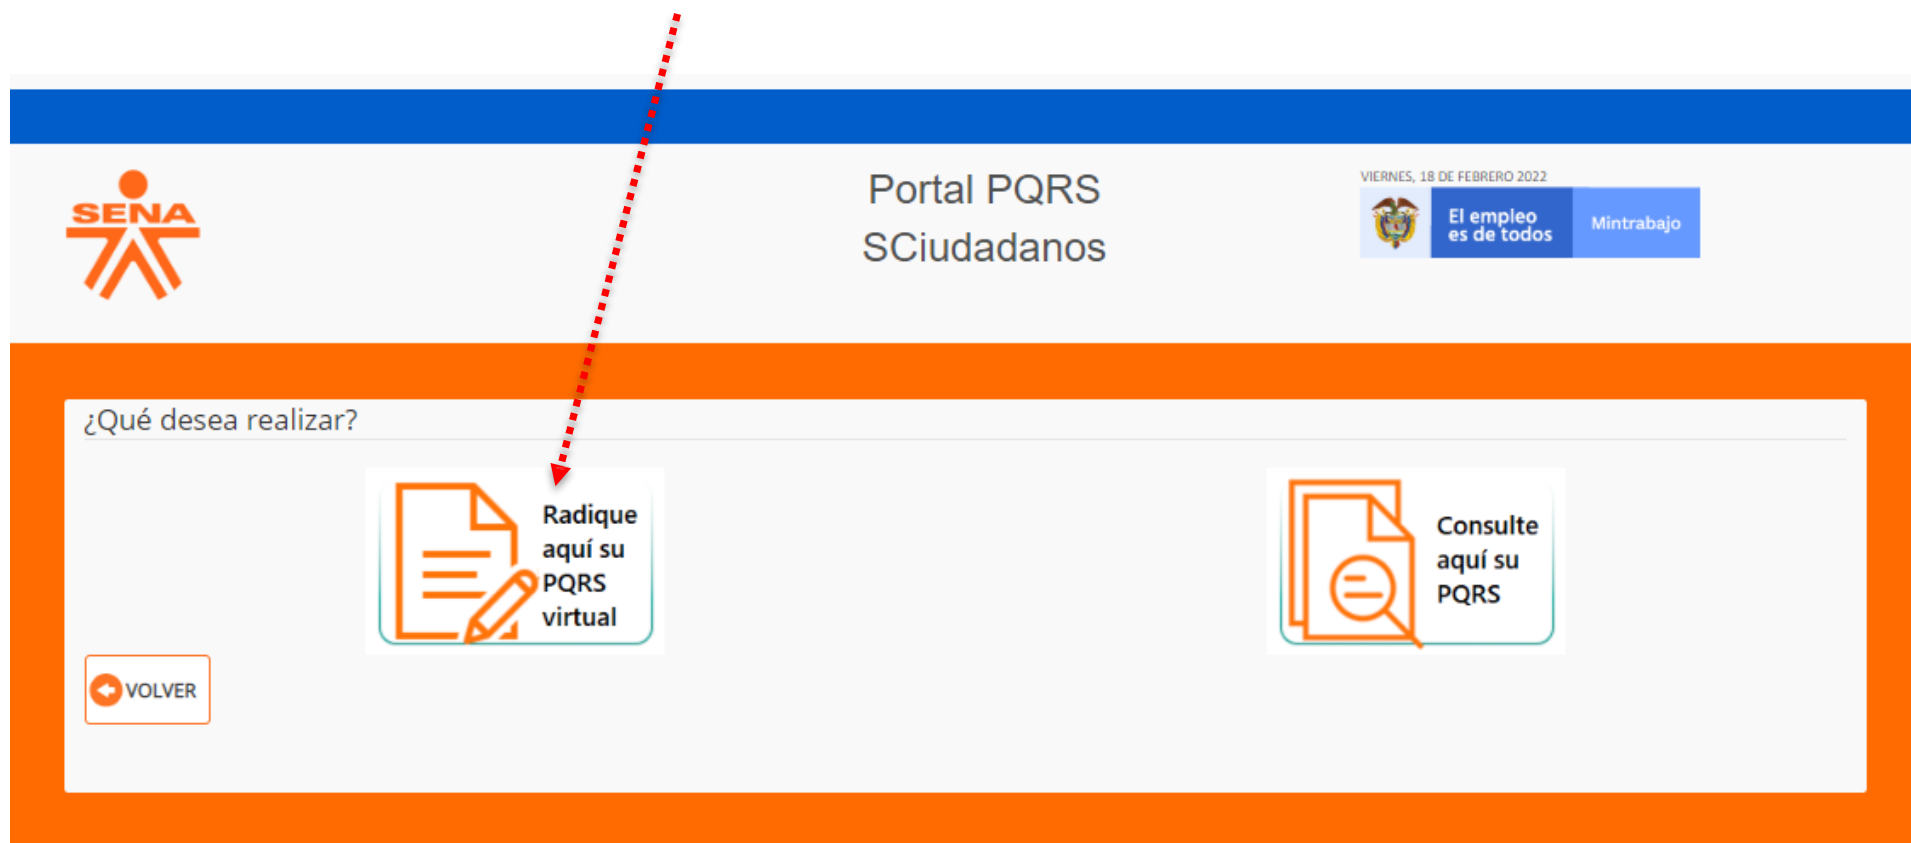 SENA
Portal PQRS
SCiudadanos
VIERNES, 18 DE FEBRERO 2022
El empleo
es de todos
Mintrabajo
¿Qué desea realizar?
Radique
aquí su
PQRS
virtual
Consulte
aquí su
PQRS
VOLVER